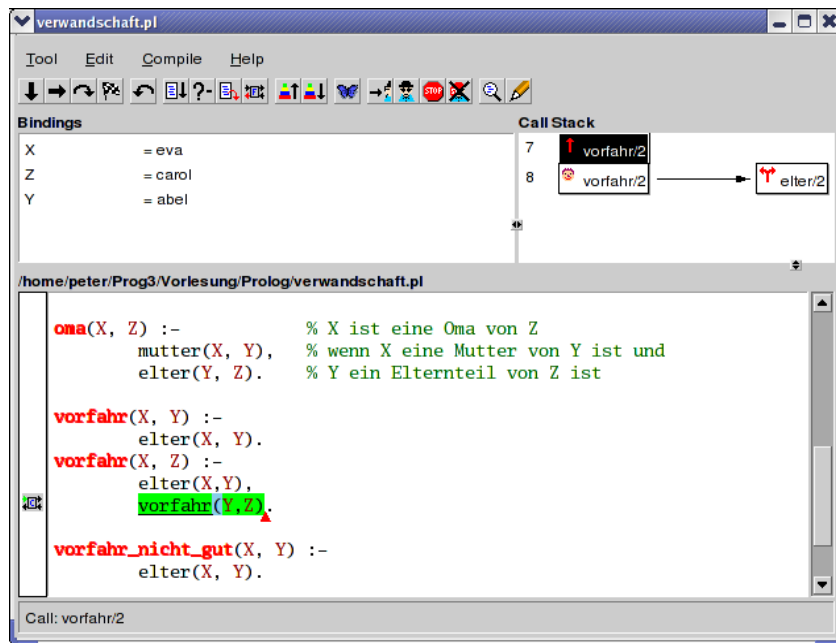 verwandschaft.pl
Tool Edit Compile Help
?- STOP
Bindings Call Stack
X = eva
Z = carol
Y = abel
7 vorfahr/2
8 vorfahr/2 elter/2
/home/peter/Prog3/Vorlesung/Prolog/verwandschaft.pl
oma(X, Z) :- % X ist eine Oma von Z
mutter(X, Y), % wenn X eine Mutter von Y ist und
elter(Y, Z). % Y ein Elternteil von Z ist
vorfahr(X, Y) :-
elter(X, Y).
vorfahr(X, Z) :-
elter(X,Y),
vorfahr(Y,Z).
vorfahr_nicht_gut(X, Y) :-
elter(X, Y).
Call: vorfahr/2